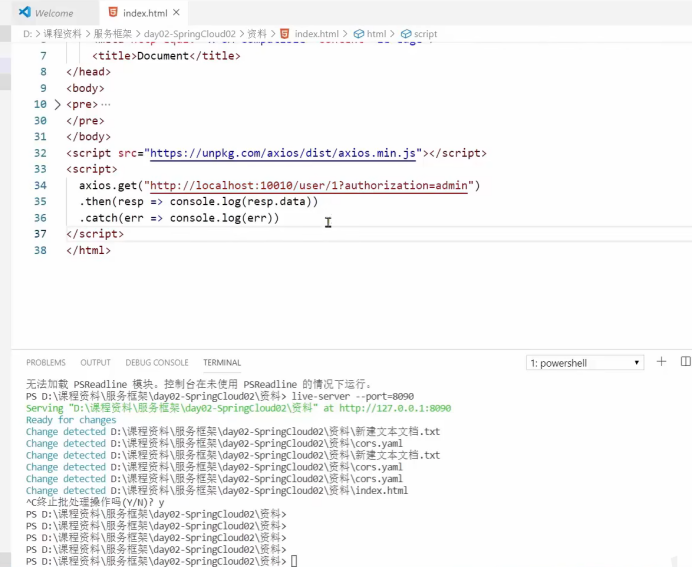 Welcome
index.html
D: > 课程资料 > 服务框架 > day02-SpringCloud02 > 资料 > index.html > html > script
7 <title>Document</title>
8 </head>
9 <body>
10 > <pre>…
30 </pre>
31 </body>
32 <script src="https://unpkg.com/axios/dist/axios.min.js"></script>
33 <script>
34 axios.get("http://localhost:10010/user/1?authorization=admin")
35 .then(resp => console.log(resp.data))
36 .catch(err => console.log(err))
37 </script>
38 </html>
PROBLEMS OUTPUT DEBUG CONSOLE TERMINAL 1: powershell
无法加载 PSReadline 模块。控制台在未使用 PSReadline 的情况下运行。
PS D:\课程资料\服务框架\day02-SpringCloud02\资料> live-server --port=8090
Serving "D:\课程资料\服务框架\day02-SpringCloud02\资料" at http://127.0.0.1:8090
Ready for changes
Change detected D:\课程资料\服务框架\day02-SpringCloud02\资料\新建文本文档.txt
Change detected D:\课程资料\服务框架\day02-SpringCloud02\资料\cors.yaml
Change detected D:\课程资料\服务框架\day02-SpringCloud02\资料\新建文本文档.txt
Change detected D:\课程资料\服务框架\day02-SpringCloud02\资料\cors.yaml
Change detected D:\课程资料\服务框架\day02-SpringCloud02\资料\cors.yaml
Change detected D:\课程资料\服务框架\day02-SpringCloud02\资料\index.html
^C终止批处理操作吗(Y/N)? y
PS D:\课程资料\服务框架\day02-SpringCloud02\资料>
PS D:\课程资料\服务框架\day02-SpringCloud02\资料>
PS D:\课程资料\服务框架\day02-SpringCloud02\资料>
PS D:\课程资料\服务框架\day02-SpringCloud02\资料>
PS D:\课程资料\服务框架\day02-SpringCloud02\资料>